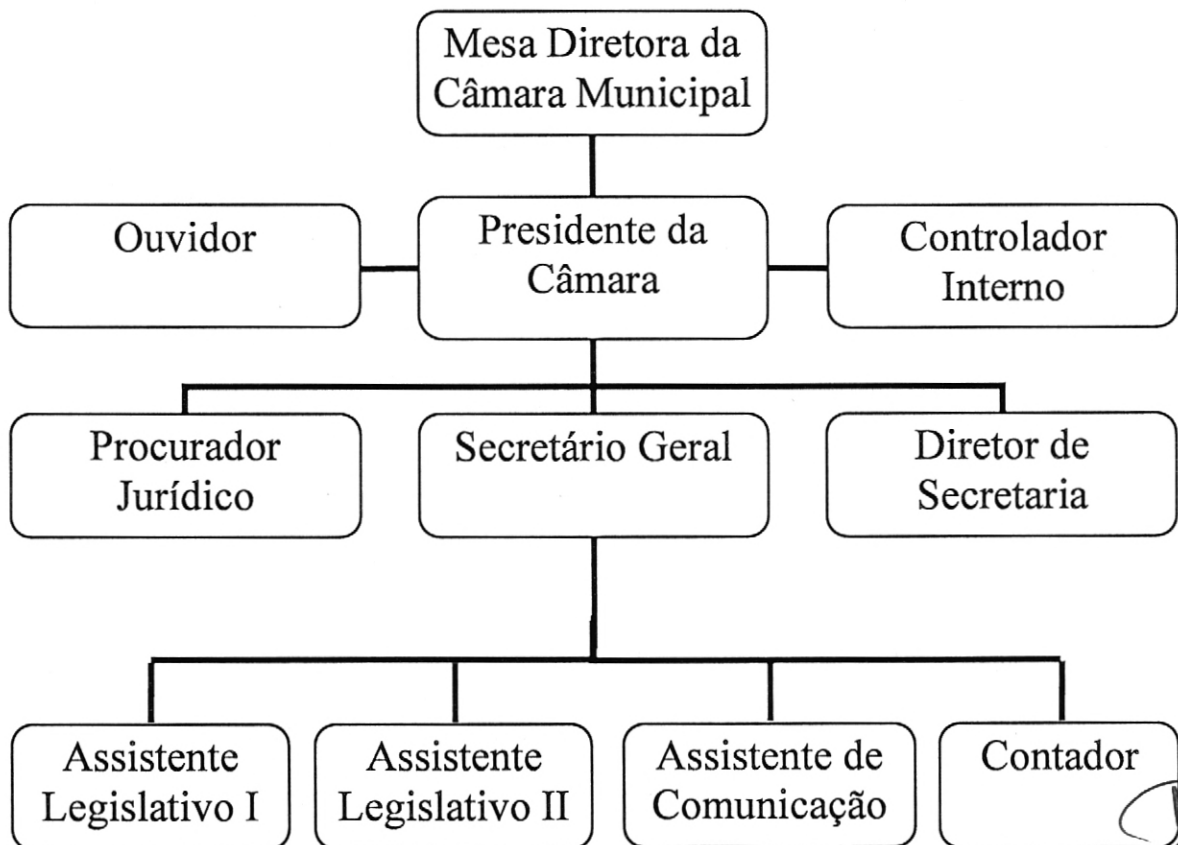 Mesa Diretora da
Câmara Municipal
Ouvidor
Presidente da
Câmara
Controlador
Interno
Procurador
Jurídico
Secretário Geral
Diretor de
Secretaria
Assistente
Legislativo I
Assistente
Legislativo II
Assistente de
Comunicação
Contador